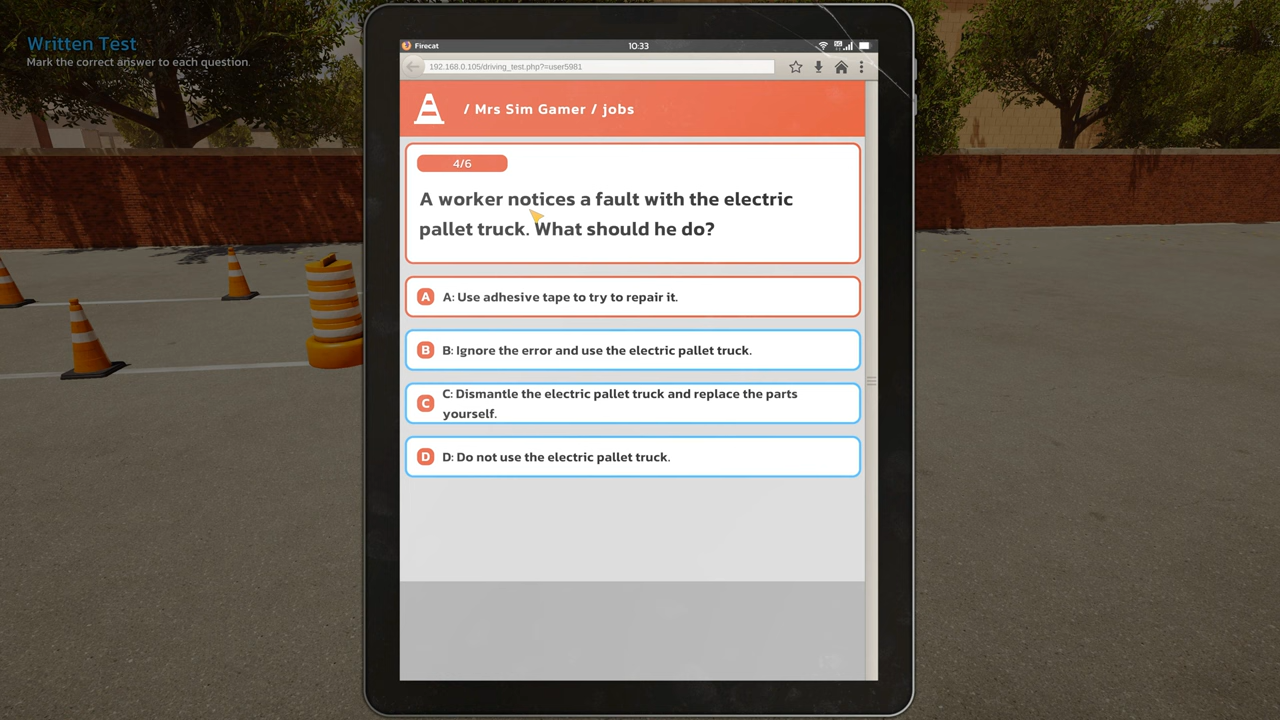 Written Test
Mark the correct answer to each question.
Firecat
10:33
192.168.0.105/driving_test.php?=user5981
/ Mrs Sim Gamer / jobs
4/6
A worker notices a fault with the electric
pallet truck. What should he do?
A
A: Use adhesive tape to try to repair it.
B
B: Ignore the error and use the electric pallet truck.
C
C: Dismantle the electric pallet truck and replace the parts
yourself.
D
D: Do not use the electric pallet truck.